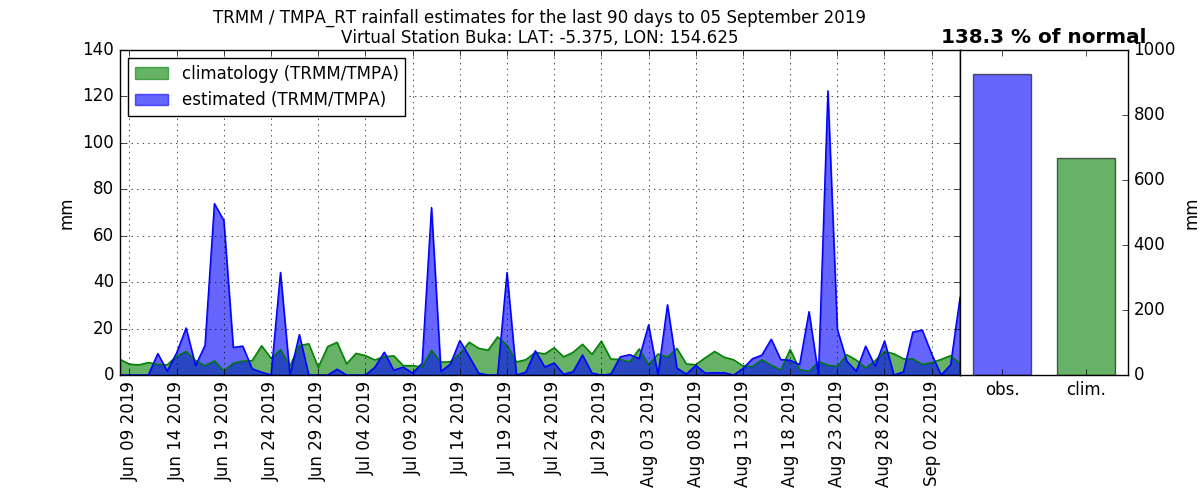 TRMM / TMPA_RT rainfall estimates for the last 90 days to 05 September 2019
Virtual Station Buka: LAT: -5.375, LON: 154.625
138.3 % of normal
climatology (TRMM/TMPA)
estimated (TRMM/TMPA)
140
120
100
80
60
40
20
0
mm
Jun 09 2019
Jun 14 2019
Jun 19 2019
Jun 24 2019
Jun 29 2019
Jul 04 2019
Jul 09 2019
Jul 14 2019
Jul 19 2019
Jul 24 2019
Jul 29 2019
Aug 03 2019
Aug 08 2019
Aug 13 2019
Aug 18 2019
Aug 23 2019
Aug 28 2019
Sep 02 2019
1000
800
600
400
200
0
mm
obs.
clim.